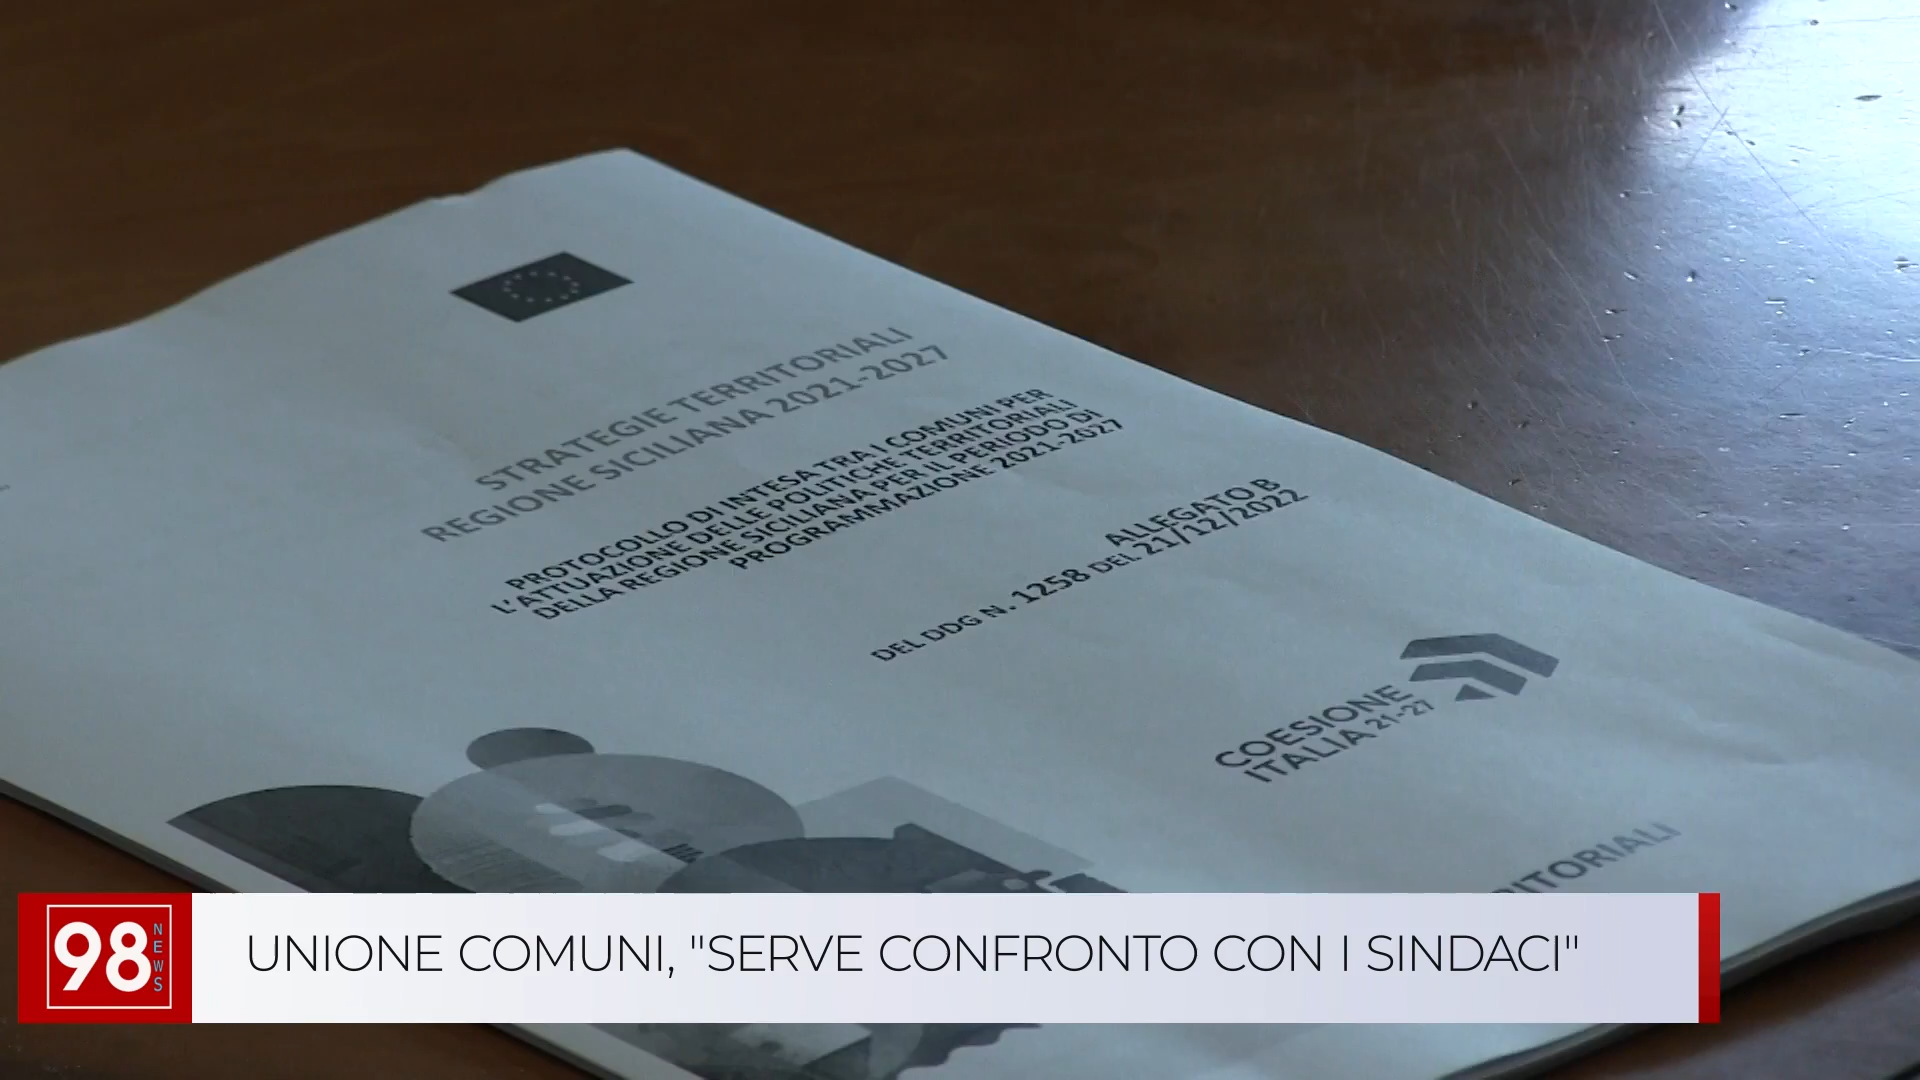 STRATEGIE TERRITORIALI
REGIONE SICILIANA 2021-2027
PROTOCOLLO DI INTESA TRA I COMUNI PER
L'ATTUAZIONE DELLE POLITICHE TERRITORIALI
DELLA REGIONE SICILIANA PER IL PERIODO DI
PROGRAMMAZIONE 2021-2027
ALLEGATO B
DEL DDG N. 1258 DEL 21/12/2022
COESIONE
ITALIA 21-27
RITORIALI
98 NEWS
UNIONE COMUNI, "SERVE CONFRONTO CON I SINDACI"